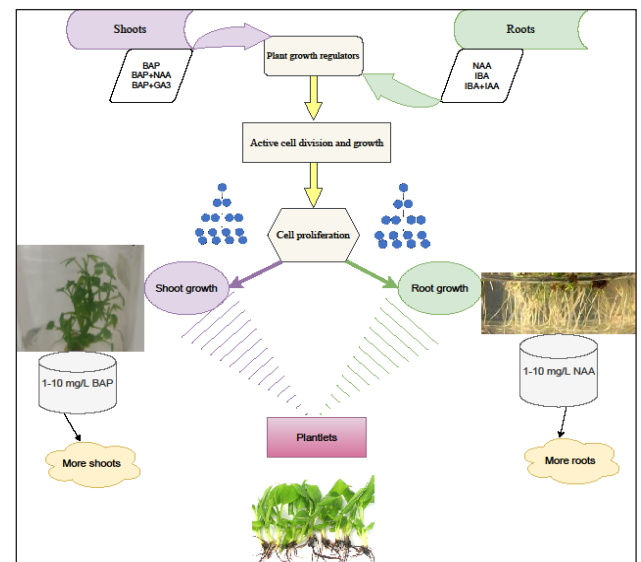 Shoots
Roots
BAP
BAP+NAA
BAP+GA3
Plant growth regulators
NAA
IBA
IBA+IAA
Active cell division and growth
Cell proliferation
Shoot growth
Root growth
1-10 mg/L BAP
1-10 mg/L NAA
Plantlets
More shoots
More roots